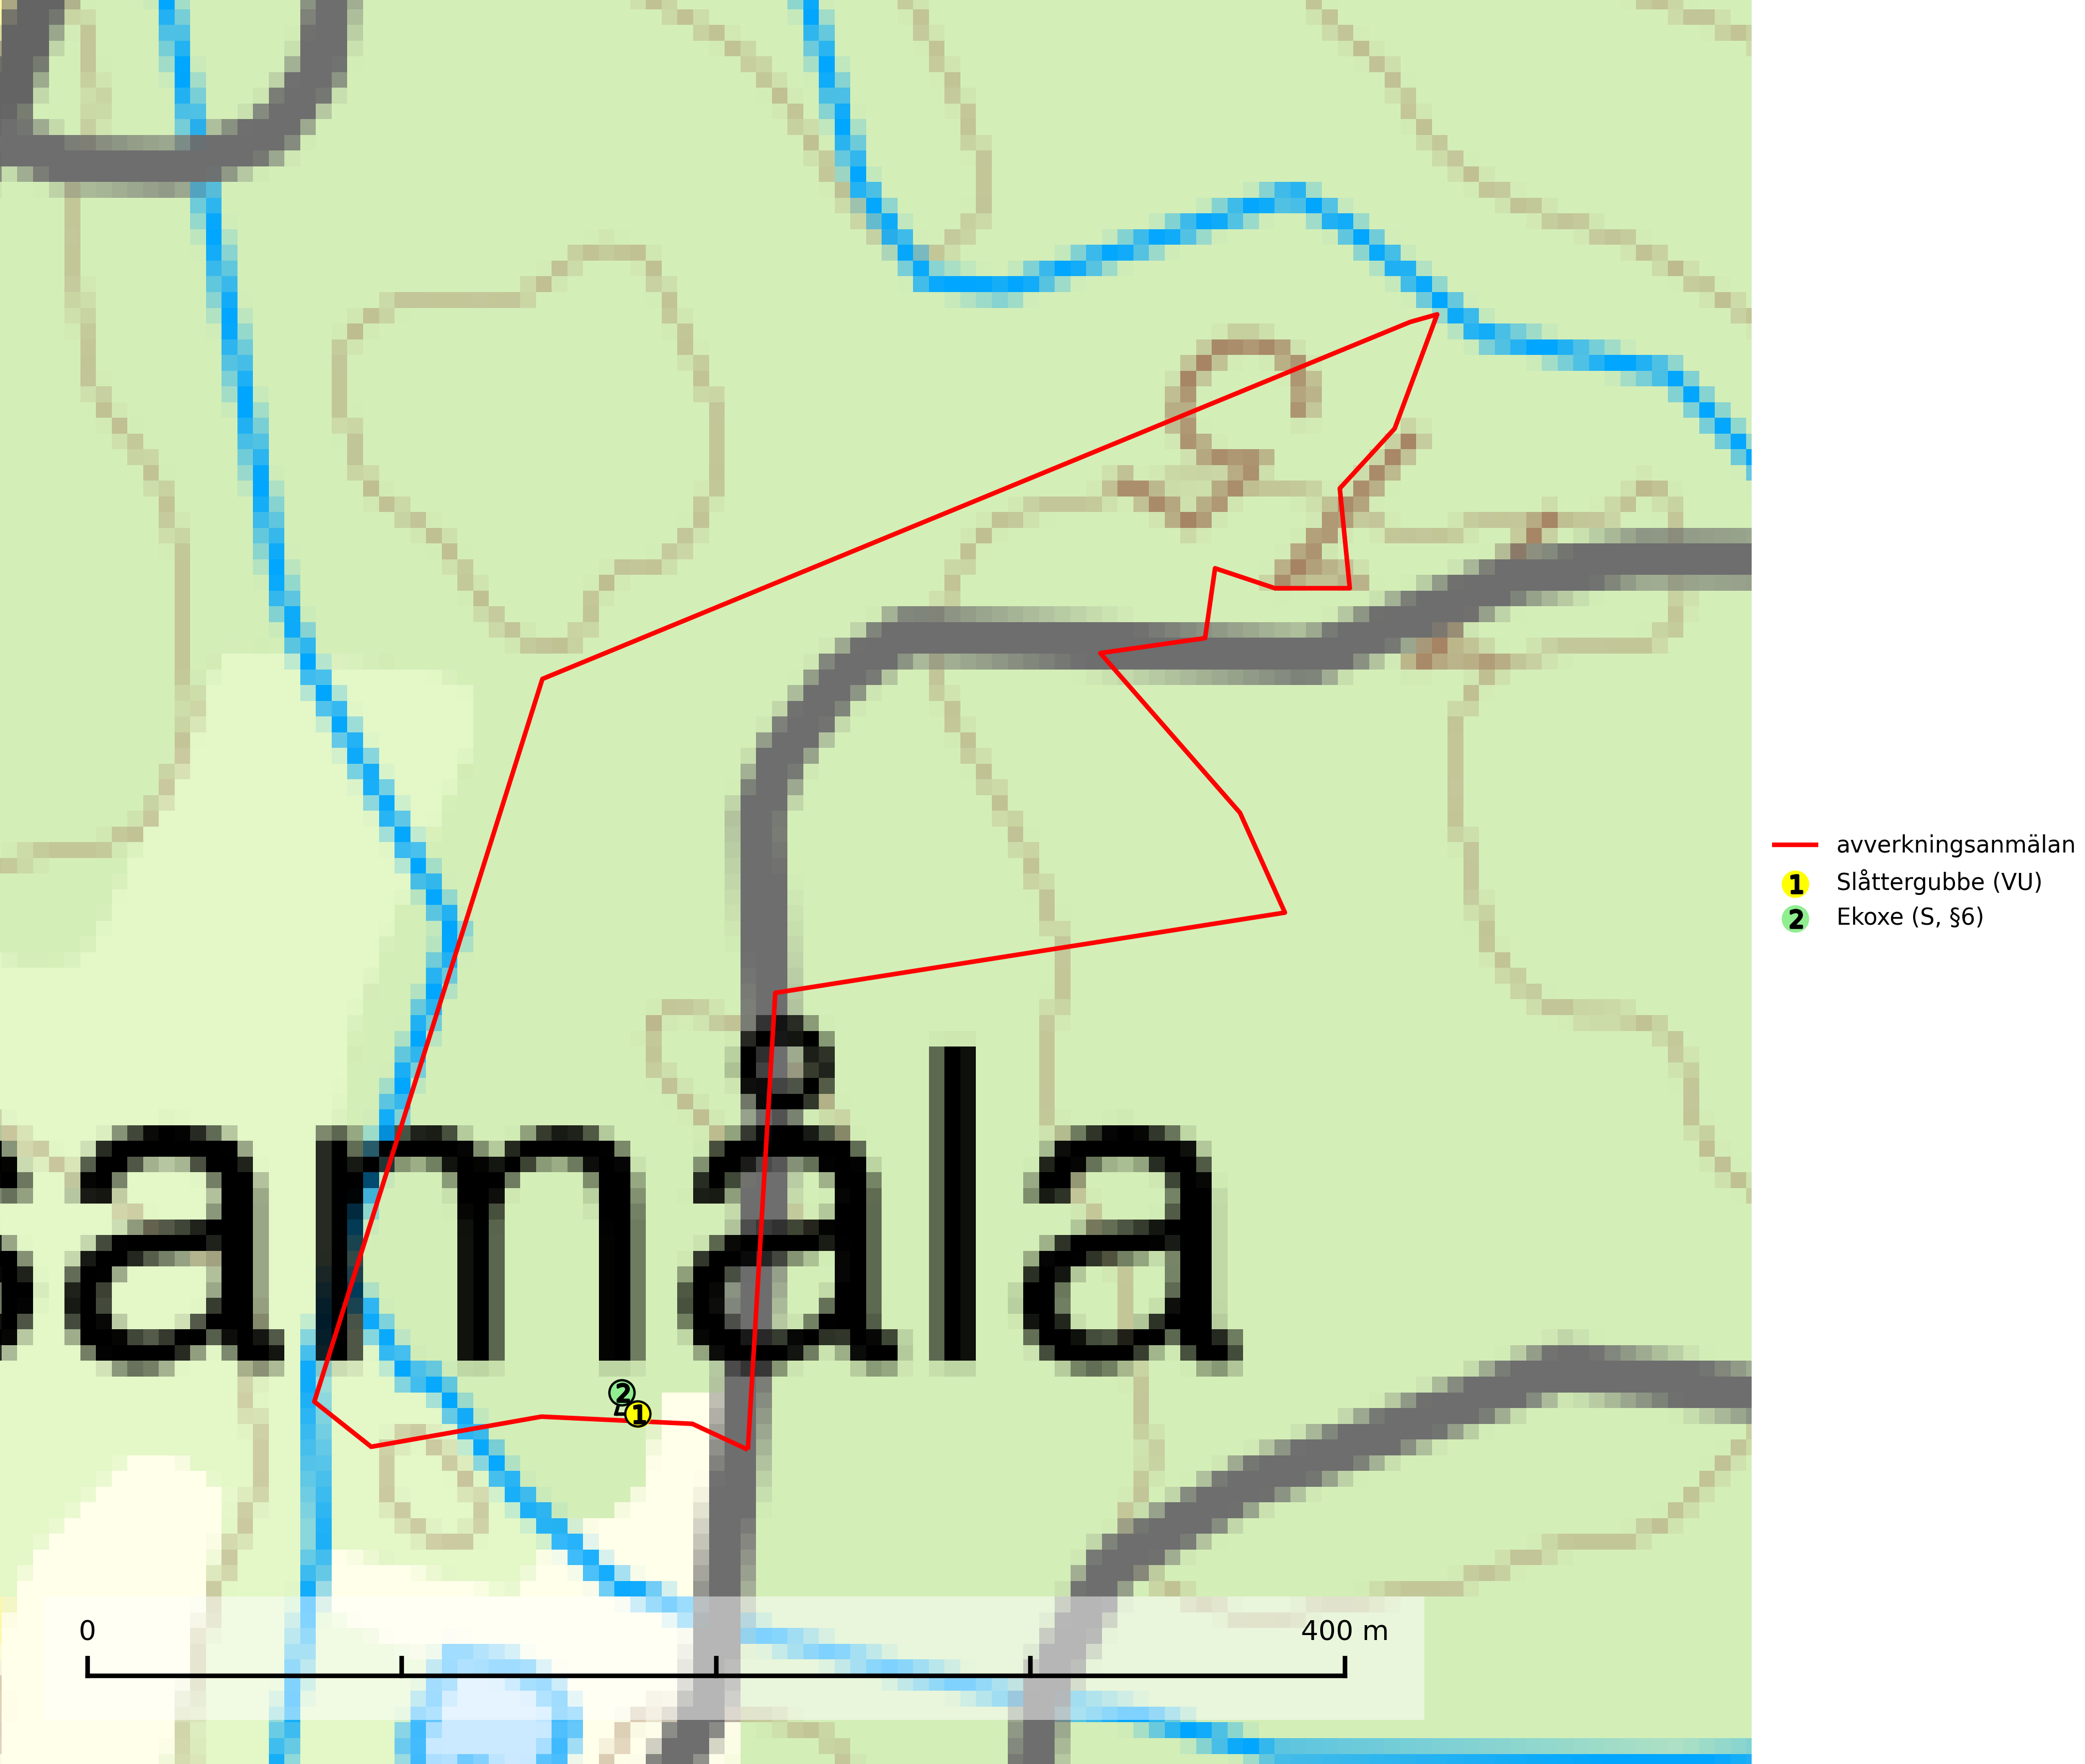 amåla
avverkningsanmälan
1 Slåttergubbe (VU)
2 Ekoxe (S, §6)
2
1
0 400 m